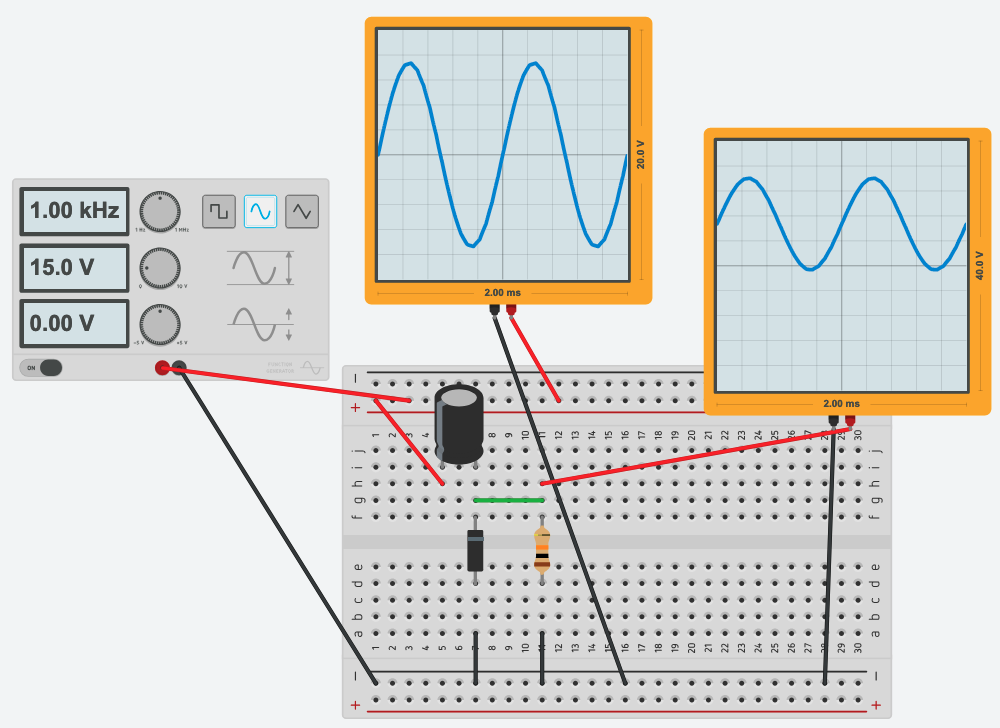 1.00 kHz
1 Hz
1 MHz
15.0 V
0
10 V
0.00 V
-5 V
+5 V
ON
FUNCTION
GENERATOR
20.0 V
2.00 ms
40.0 V
2.00 ms
−
+
1 2 3 4 8 9 10 11 12 13 14 15 16 17 18 19 20 21 22 23 24 25 26 27 28 29 30
j j
i i
h h
g g
f f
e e
d d
c c
b b
a a
1 2 3 4 5 6 7 8 9 10 11 12 13 14 15 16 17 18 19 20 21 22 23 24 25 26 27 28 29 30
− −
+ +